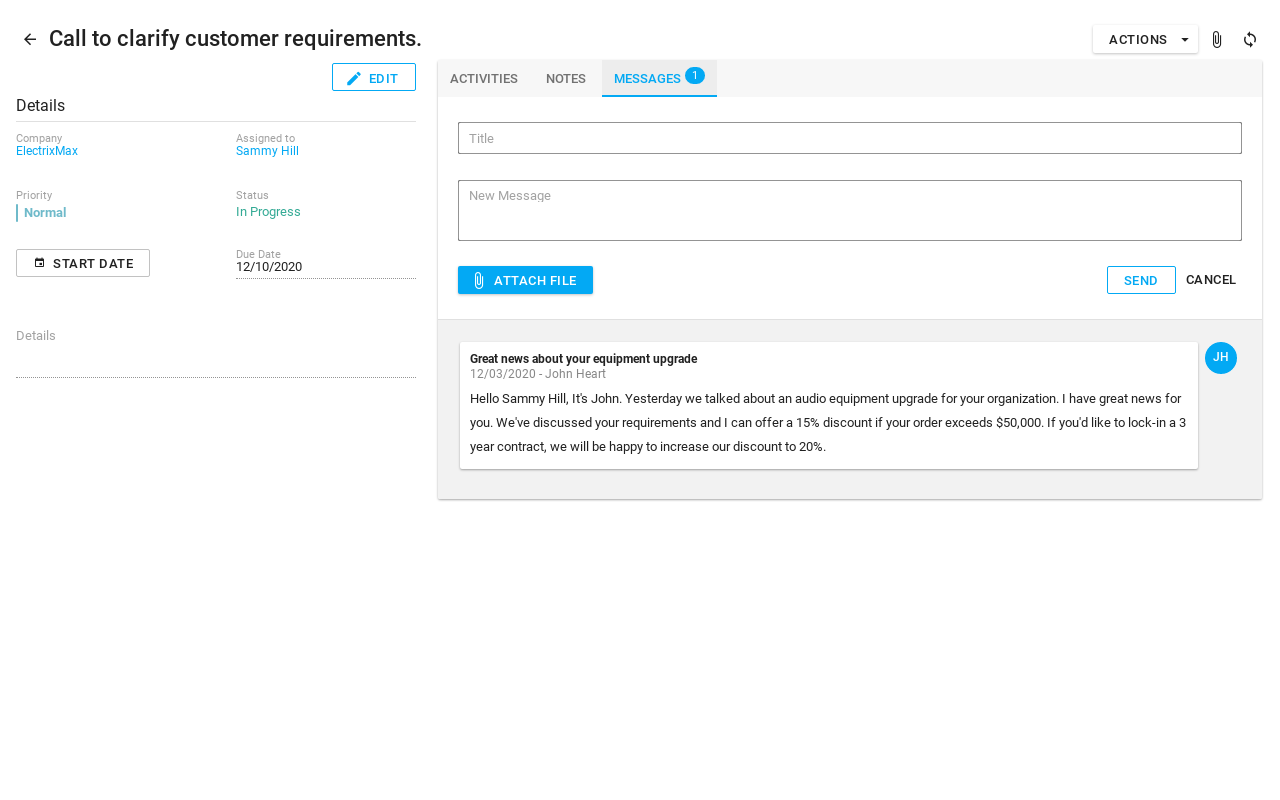 Call to clarify customer requirements.
ACTIONS
EDIT
Details
Company
ElectrixMax
Assigned to
Sammy Hill
Priority
Normal
Status
In Progress
START DATE
Due Date
12/10/2020
Details
ACTIVITIES
NOTES
MESSAGES 1
Title
New Message
ATTACH FILE
SEND
CANCEL
Great news about your equipment upgrade
12/03/2020 - John Heart
JH
Hello Sammy Hill, It's John. Yesterday we talked about an audio equipment upgrade for your organization. I have great news for
you. We've discussed your requirements and I can offer a 15% discount if your order exceeds $50,000. If you'd like to lock-in a 3
year contract, we will be happy to increase our discount to 20%.